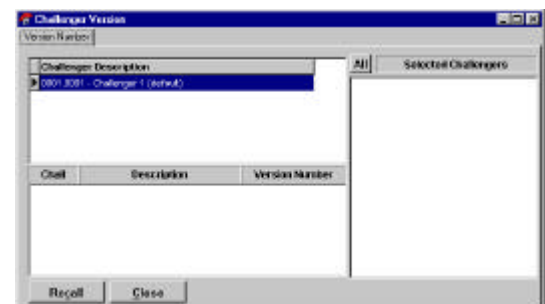 Challenger Version
Version Number
Challenger Description
All
Selected Challengers
0001.0001 - Challenger 1 (default)
Chall
Description
Version Number
Recall
Close